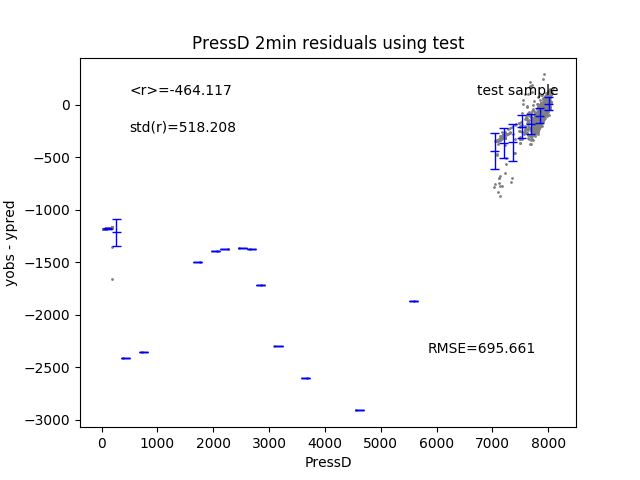 PressD 2min residuals using test
<r>=-464.117
test sample
std(r)=518.208
RMSE=695.661
yobs - ypred
0
−500
−1000
−1500
−2000
−2500
−3000
0 1000 2000 3000 4000 5000 6000 7000 8000
PressD